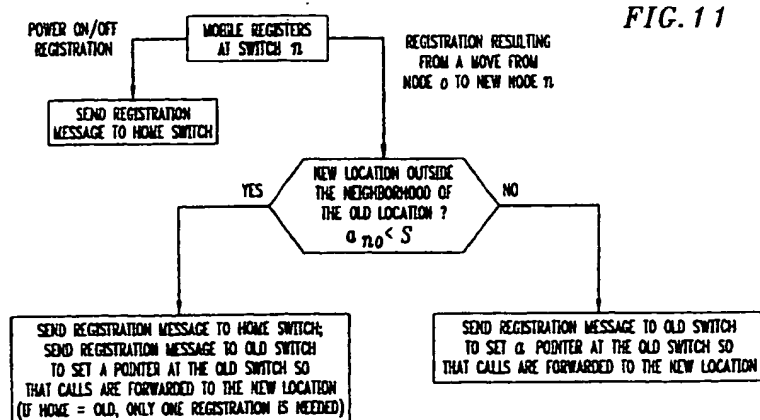 FIG. 11
POWER ON/OFF
REGISTRATION
MOBILE REGISTERS
AT SWITCH n
REGISTRATION RESULTING
FROM A MOVE FROM
NODE o TO NEW NODE n
SEND REGISTRATION
MESSAGE TO HOME SWITCH
YES
NEW LOCATION OUTSIDE
THE NEIGHBORHOOD OF
THE OLD LOCATION ?
a no < S
NO
SEND REGISTRATION MESSAGE TO HOME SWITCH;
SEND REGISTRATION MESSAGE TO OLD SWITCH
TO SET A POINTER AT THE OLD SWITCH SO
THAT CALLS ARE FORWARDED TO THE NEW LOCATION
(IF HOME = OLD, ONLY ONE REGISTRATION IS NEEDED)
SEND REGISTRATION MESSAGE TO OLD SWITCH
TO SET a POINTER AT THE OLD SWITCH SO
THAT CALLS ARE FORWARDED TO THE NEW LOCATION